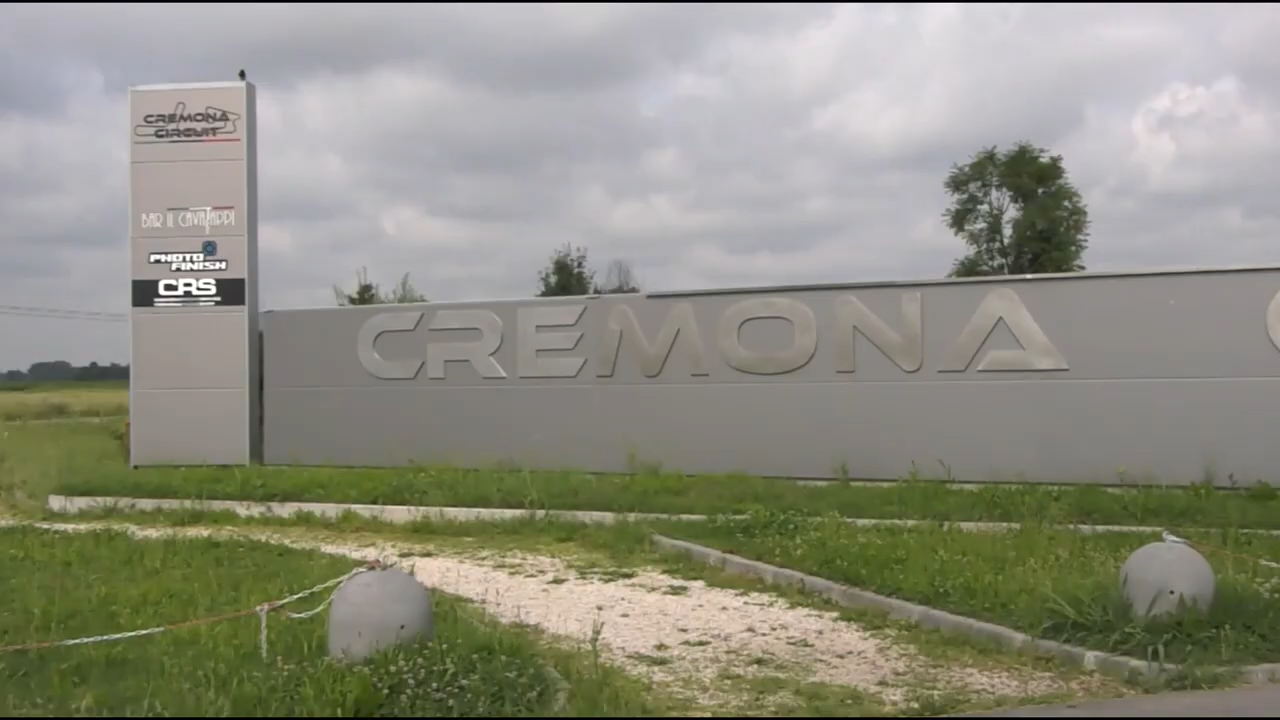 CREMONA
CIRCUIT
BAR IL CAVATAPPI
PHOTO
FINISH
CRS
CREMONA